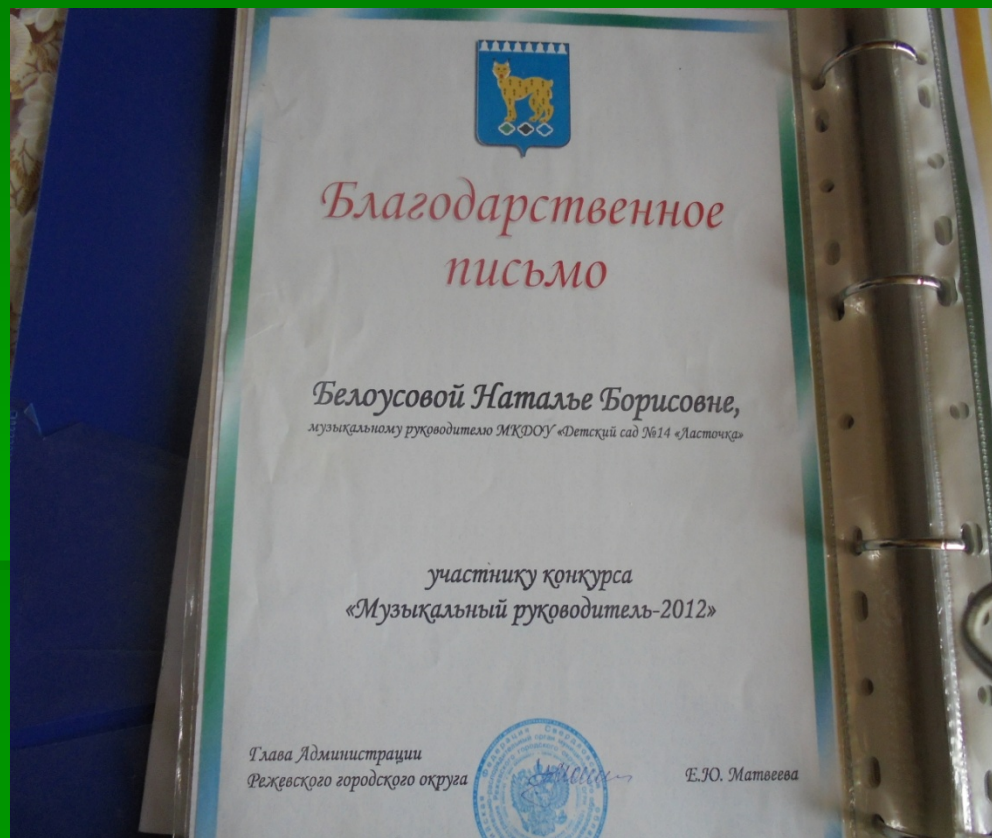 Благодарственное
письмо
Белоусовой Наталье Борисовне,
музыкальному руководителю МКДОУ «Детский сад №14 «Ласточка»
участнику конкурса
«Музыкальный руководитель-2012»
Глава Администрации
Режевского городского округа
Е.Ю. Матвеева